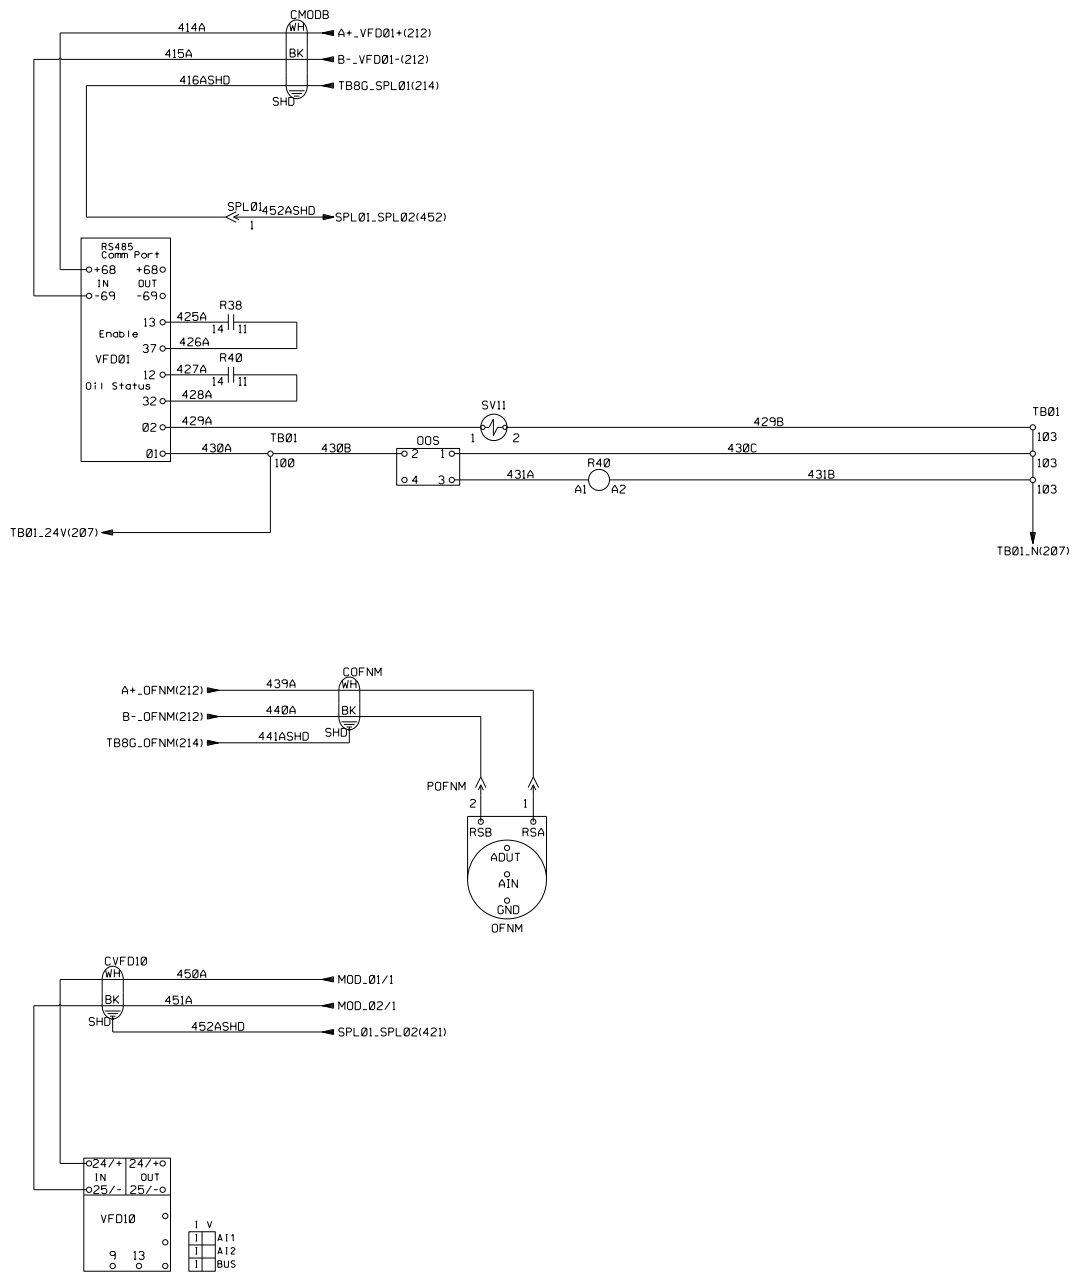 CMODB
414A WH A+_VFD01+(212)
415A BK B-_VFD01-(212)
416ASHD TB8G_SPL01(214)
SHD
SPL01 452ASHD SPL01_SPL02(452)
1
RS485
Comm Port
+68 +68
IN OUT
-69 -69
R38
13 425A 14 11
Enable
37 426A
VFD01 R40
12 427A 14 11
Oil Status
32 428A
SV11
02 429A 1 2 429B TB01
103
TB01 OOS
01 430A 100 430B 2 1 430C 103
R40
4 3 431A A1 A2 431B 103
TB01_24V(207)
TB01_N(207)
COFNM
A+_OFNM(212) 439A WH
B-_OFNM(212) 440A BK
TB8G_OFNM(214) 441ASHD SHD
POFNM
2 1
RSB RSA
ADUT
AIN
GND
OFNM
CVFD10
WH 450A MOD_01/1
BK 451A MOD_02/1
SHD 452ASHD SPL01_SPL02(421)
24/+ 24/+
IN OUT
25/- 25/-
VFD10
9 13
I V
I AI1
I AI2
I BUS